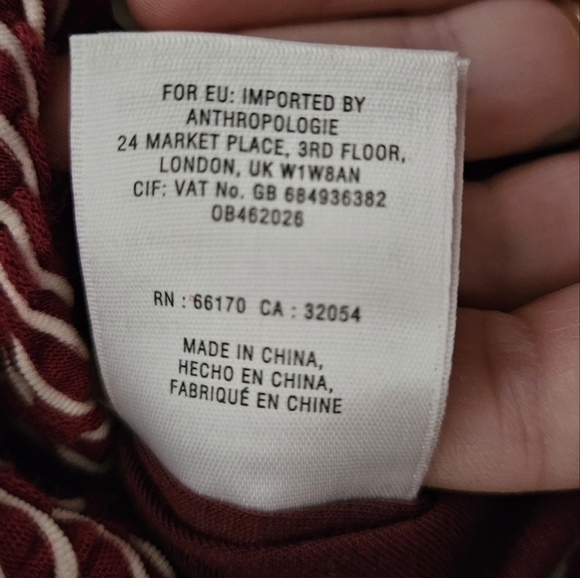 FOR EU: IMPORTED BY
ANTHROPOLOGIE
24 MARKET PLACE, 3RD FLOOR,
LONDON, UK W1W8AN
CIF: VAT No. GB 684936382
OB462026
RN : 66170 CA : 32054
MADE IN CHINA,
HECHO EN CHINA,
FABRIQUÉ EN CHINE